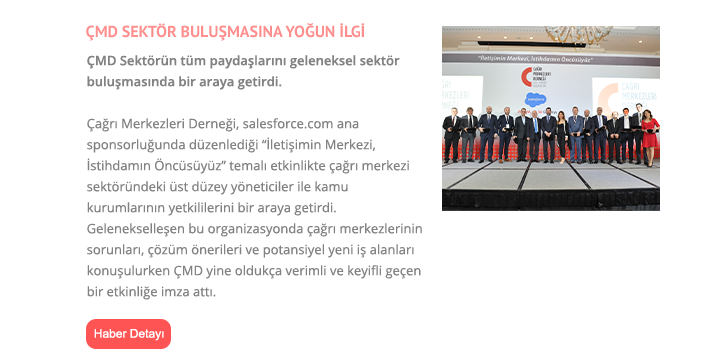 ÇMD SEKTÖR BULUŞMASINA YOĞUN İLGİ
ÇMD Sektörün tüm paydaşlarını geleneksel sektör
buluşmasında bir araya getirdi.
Çağrı Merkezleri Derneği, salesforce.com ana
sponsorluğunda düzenlediği “İletişimin Merkezi,
İstihdamın Öncüsüyüz” temalı etkinlikte çağrı merkezi
sektöründeki üst düzey yöneticiler ile kamu
kurumlarının yetkililerini bir araya getirdi.
Gelenekselleşen bu organizasyonda çağrı merkezlerinin
sorunları, çözüm önerileri ve potansiyel yeni iş alanları
konuşulurken ÇMD yine oldukça verimli ve keyifli geçen
bir etkinliğe imza attı.
Haber Detayı
"İletişimin Merkezi, İstihdamın Öncüsüyüz"
ÇAĞRI
MERKEZLERİ
DERNEĞİ
salesforce